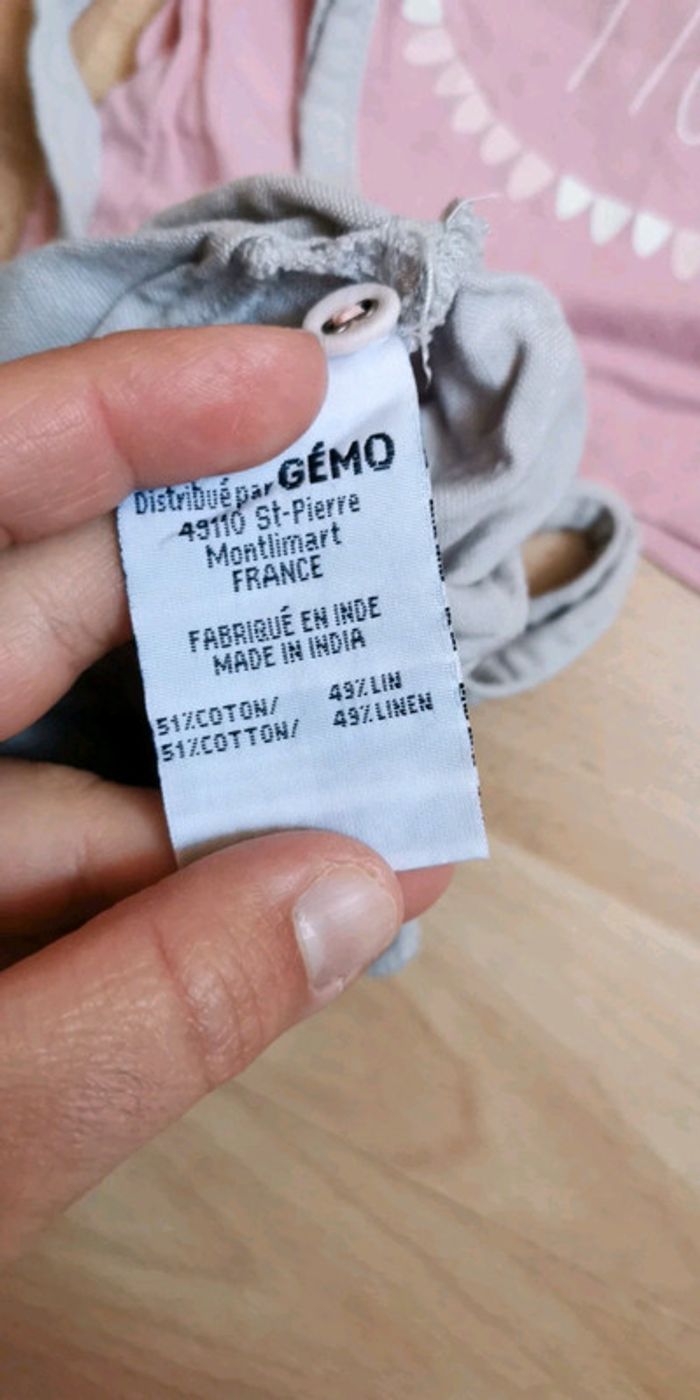 Distribué par GÉMO
49110 St-Pierre
Montlimart
FRANCE
FABRIQUÉ EN INDE
MADE IN INDIA
51%COTON/ 49%LIN
51%COTTON/ 49%LINEN